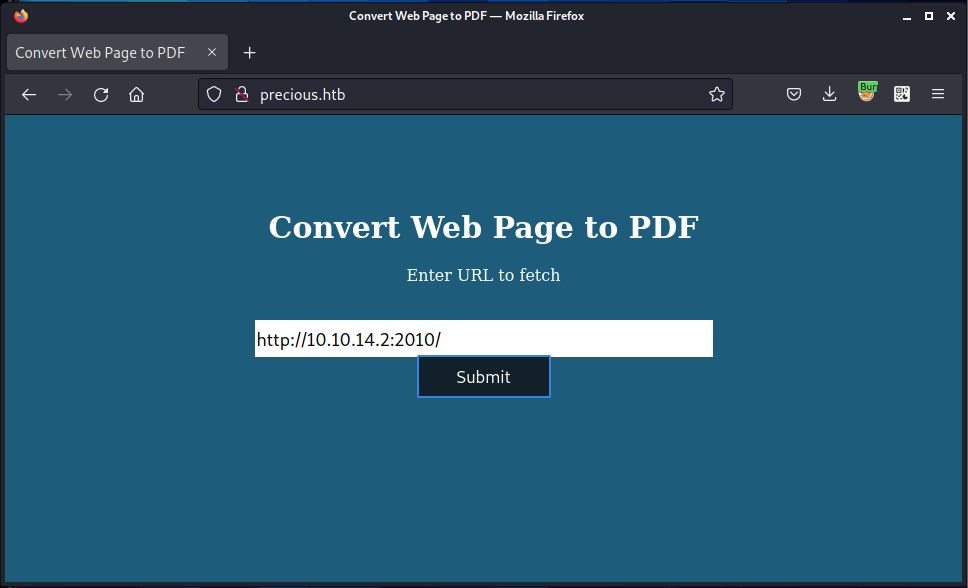 Convert Web Page to PDF — Mozilla Firefox
Convert Web Page to PDF
precious.htb
Bur
Convert Web Page to PDF
Enter URL to fetch
http://10.10.14.2:2010/
Submit